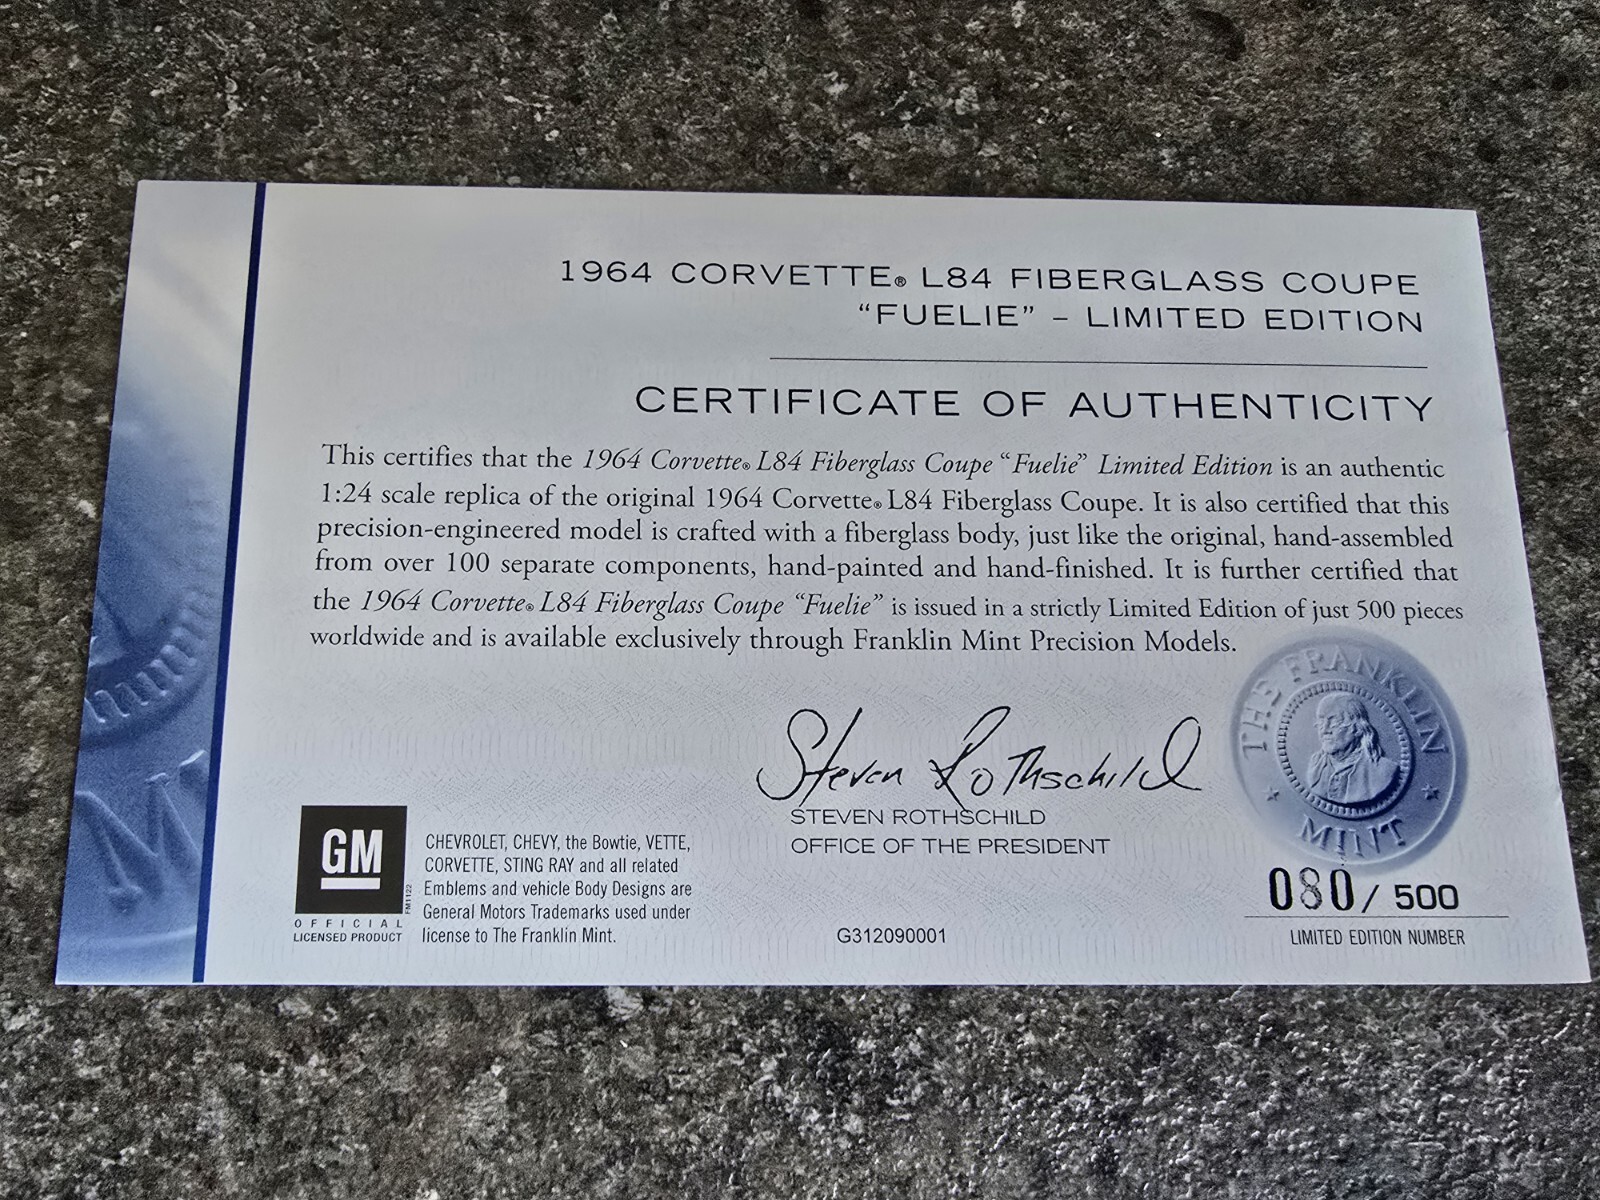 1964 CORVETTE® L84 FIBERGLASS COUPE
“FUELIE” – LIMITED EDITION
CERTIFICATE OF AUTHENTICITY
This certifies that the 1964 Corvette® L84 Fiberglass Coupe “Fuelie” Limited Edition is an authentic
1:24 scale replica of the original 1964 Corvette® L84 Fiberglass Coupe. It is also certified that this
precision-engineered model is crafted with a fiberglass body, just like the original, hand-assembled
from over 100 separate components, hand-painted and hand-finished. It is further certified that
the 1964 Corvette® L84 Fiberglass Coupe “Fuelie” is issued in a strictly Limited Edition of just 500 pieces
worldwide and is available exclusively through Franklin Mint Precision Models.
THE FRANKLIN
MINT
Steven Rothschild
STEVEN ROTHSCHILD
OFFICE OF THE PRESIDENT
GM
OFFICIAL
LICENSED PRODUCT
FM1122
CHEVROLET, CHEVY, the Bowtie, VETTE,
CORVETTE, STING RAY and all related
Emblems and vehicle Body Designs are
General Motors Trademarks used under
license to The Franklin Mint.
G312090001
080/ 500
LIMITED EDITION NUMBER